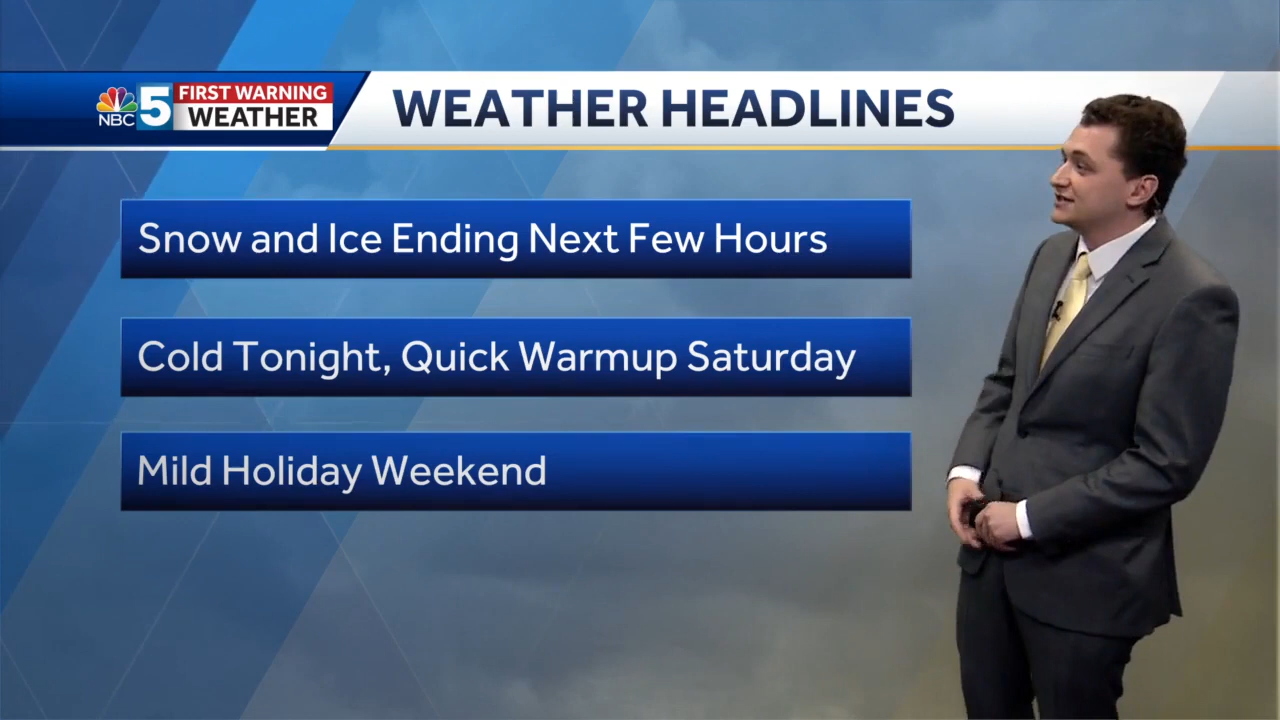 NBC 5 FIRST WARNING
WEATHER
WEATHER HEADLINES
Snow and Ice Ending Next Few Hours
Cold Tonight, Quick Warmup Saturday
Mild Holiday Weekend